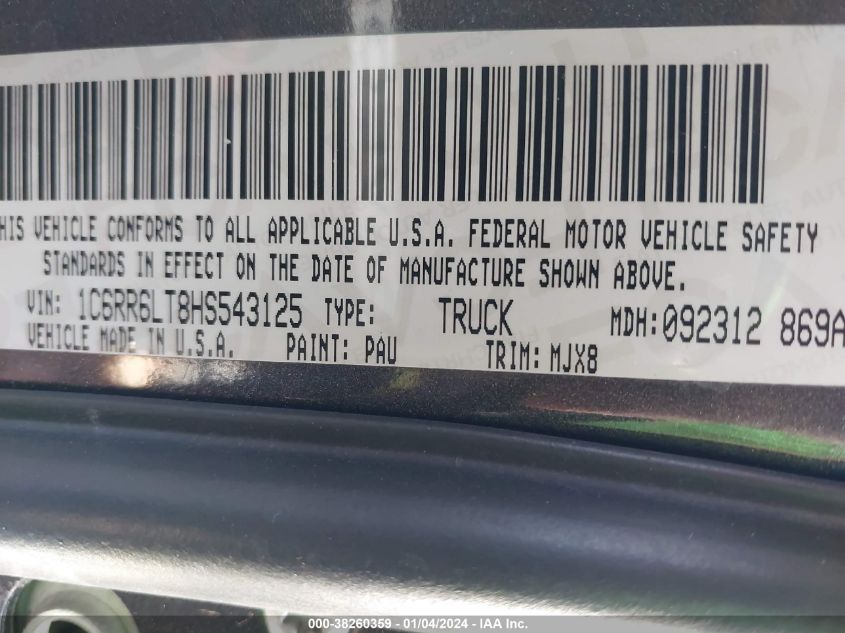 HIS VEHICLE CONFORMS TO ALL APPLICABLE U.S.A. FEDERAL MOTOR VEHICLE SAFETY
STANDARDS IN EFFECT ON THE DATE OF MANUFACTURE SHOWN ABOVE.
VIN: 1C6RR6LT8HS543125 TYPE: TRUCK MDH:092312 869A
VEHICLE MADE IN U.S.A. PAINT: PAU TRIM: MJX8
000-38260359 - 01/04/2024 - IAA Inc.